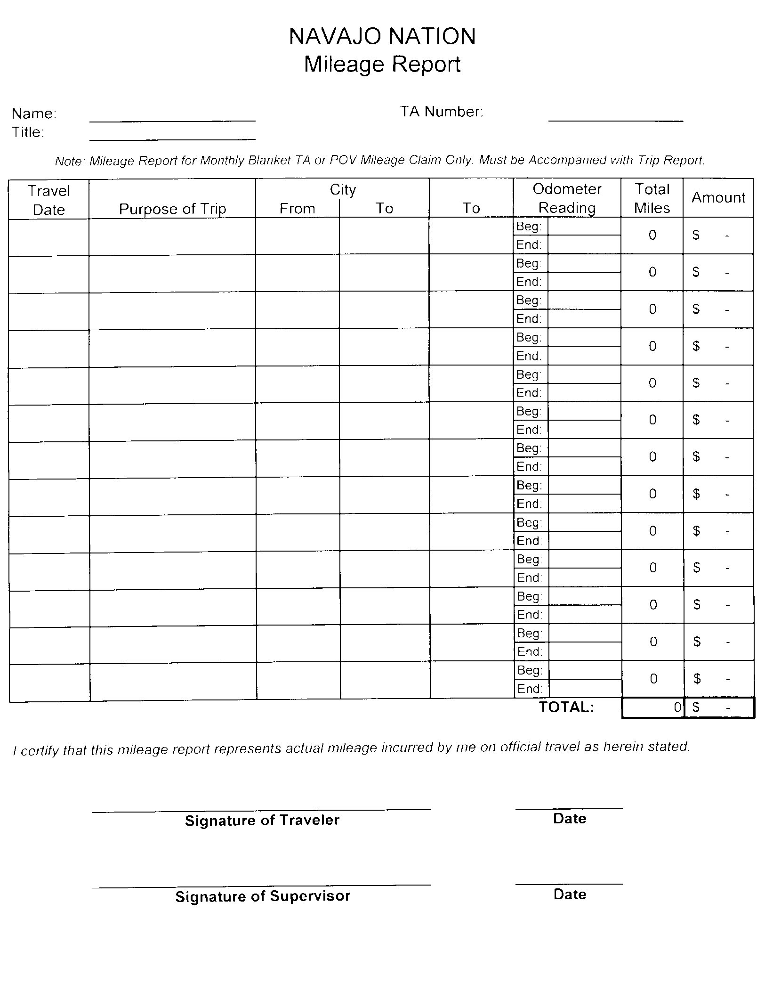 NAVAJO NATION
Mileage Report
Name: TA Number:
Title:
Note: Mileage Report for Monthly Blanket TA or POV Mileage Claim Only. Must be Accompanied with Trip Report.
Travel Date Purpose of Trip City From To To Odometer Reading Total Miles Amount
Beg: 
End: 0 $ -
Beg: 
End: 0 $ -
Beg: 
End: 0 $ -
Beg: 
End: 0 $ -
Beg: 
End: 0 $ -
Beg: 
End: 0 $ -
Beg: 
End: 0 $ -
Beg: 
End: 0 $ -
Beg: 
End: 0 $ -
Beg: 
End: 0 $ -
Beg: 
End: 0 $ -
Beg: 
End: 0 $ -
Beg: 
End: 0 $ -
TOTAL: 0 $ -
I certify that this mileage report represents actual mileage incurred by me on official travel as herein stated.
Signature of Traveler Date
Signature of Supervisor Date